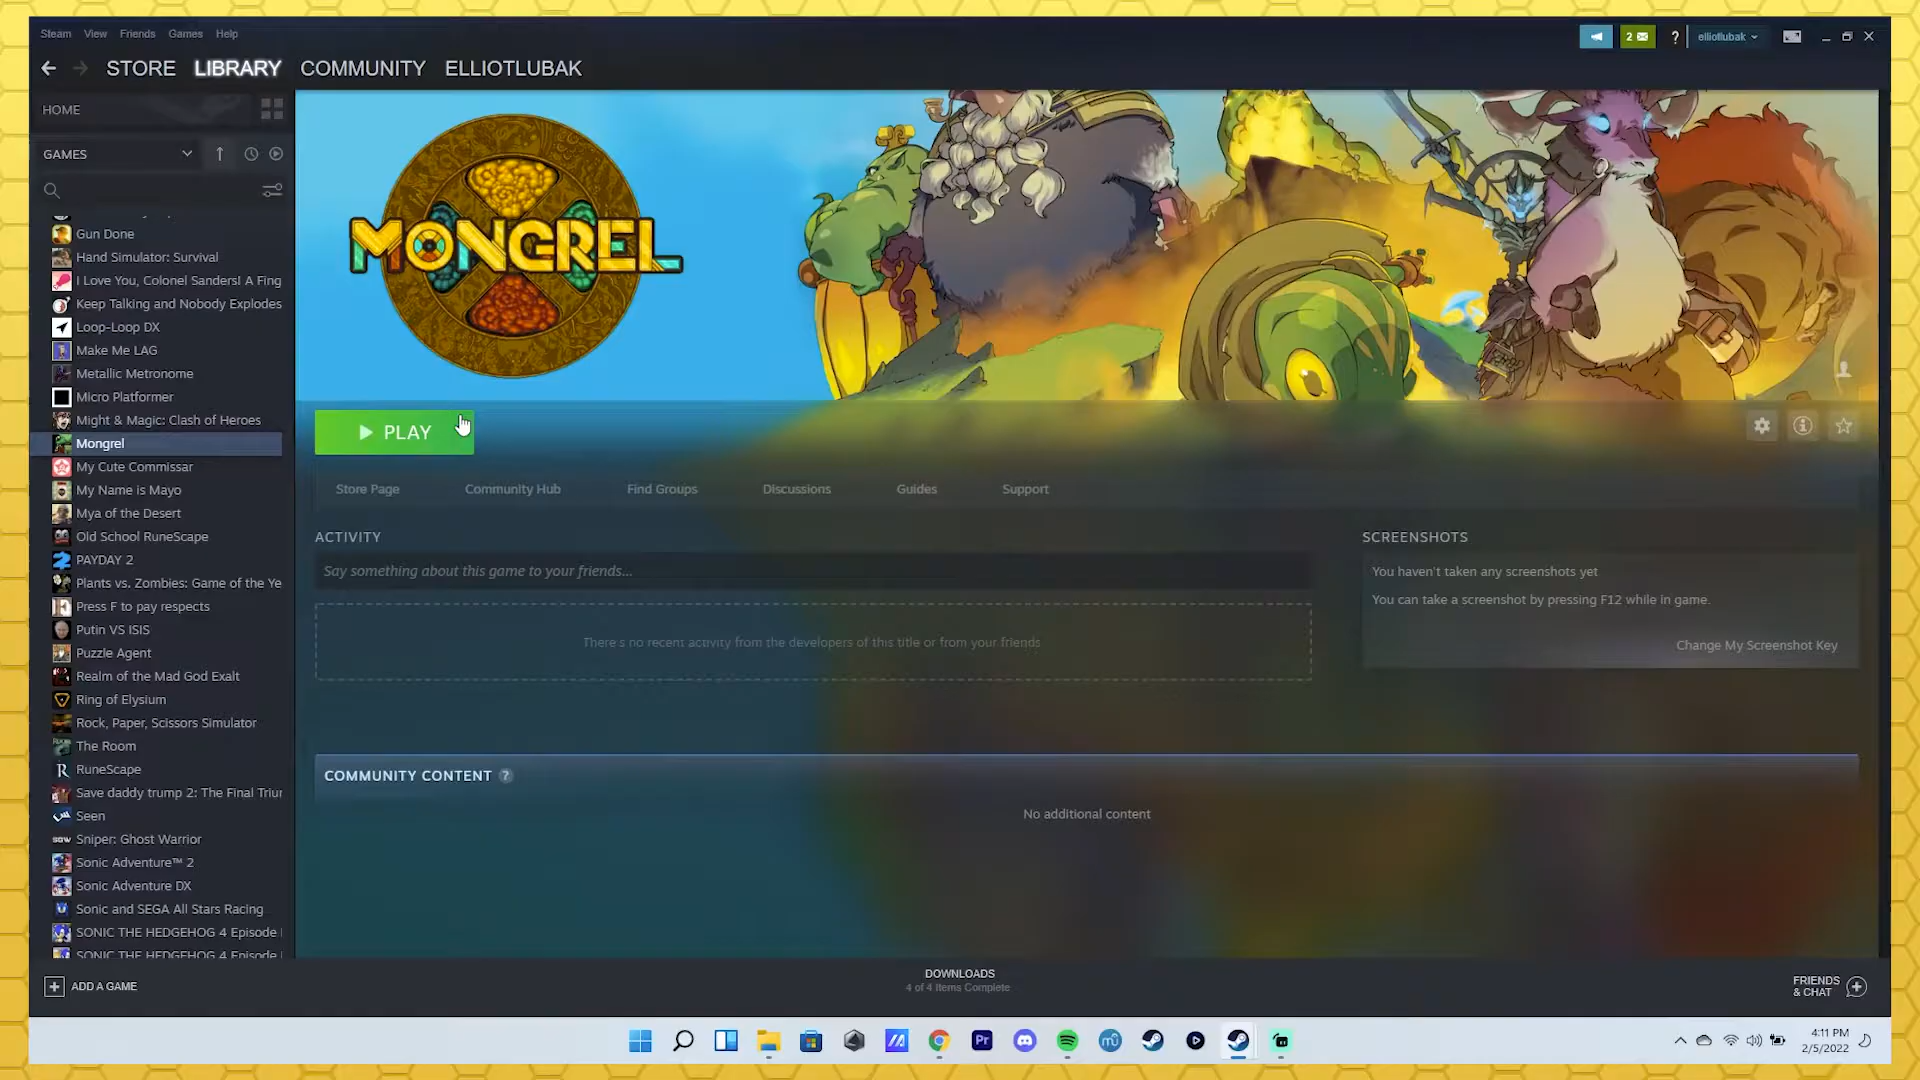 Steam View Friends Games Help
2
?
elliotlubak
STORE LIBRARY COMMUNITY ELLIOTLUBAK
HOME
GAMES
Gun Done
Hand Simulator: Survival
I Love You, Colonel Sanders! A Fing
Keep Talking and Nobody Explodes
Loop-Loop DX
Make Me LAG
Metallic Metronome
Micro Platformer
Might & Magic: Clash of Heroes
Mongrel
My Cute Commissar
My Name is Mayo
Mya of the Desert
Old School RuneScape
PAYDAY 2
Plants vs. Zombies: Game of the Ye
Press F to pay respects
Putin VS ISIS
Puzzle Agent
Realm of the Mad God Exalt
Ring of Elysium
Rock, Paper, Scissors Simulator
The Room
RuneScape
Save daddy trump 2: The Final Triur
Seen
Sniper: Ghost Warrior
Sonic Adventure™ 2
Sonic Adventure DX
Sonic and SEGA All Stars Racing
SONIC THE HEDGEHOG 4 Episode I
SONIC THE HEDGEHOG 4 Episode I
MONGREL
PLAY
Store Page Community Hub Find Groups Discussions Guides Support
ACTIVITY
Say something about this game to your friends...
There's no recent activity from the developers of this title or from your friends
SCREENSHOTS
You haven't taken any screenshots yet
You can take a screenshot by pressing F12 while in game.
Change My Screenshot Key
COMMUNITY CONTENT ?
No additional content
ADD A GAME
DOWNLOADS
4 of 4 Items Complete
FRIENDS
& CHAT
Pr
4:11 PM
2/5/2022